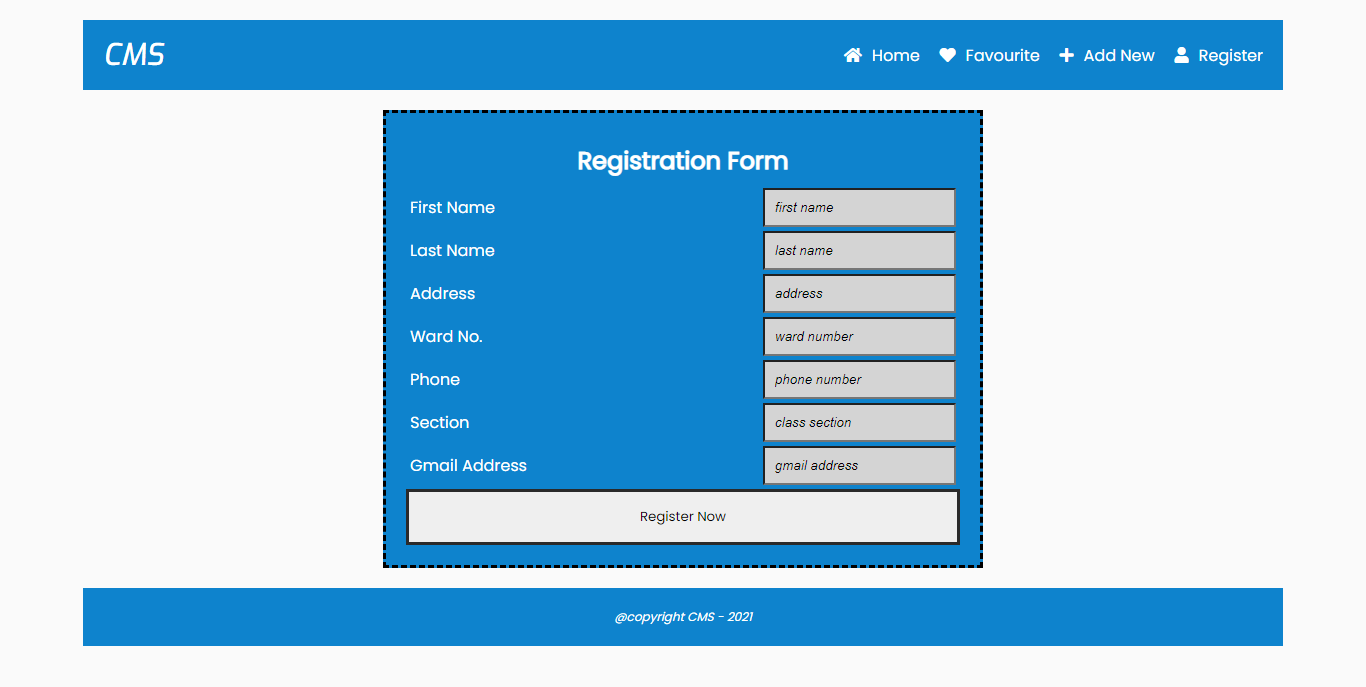 CMS Home Favourite Add New Register
Registration Form
First Name first name
Last Name last name
Address address
Ward No. ward number
Phone phone number
Section class section
Gmail Address gmail address
Register Now
@copyright CMS - 2021